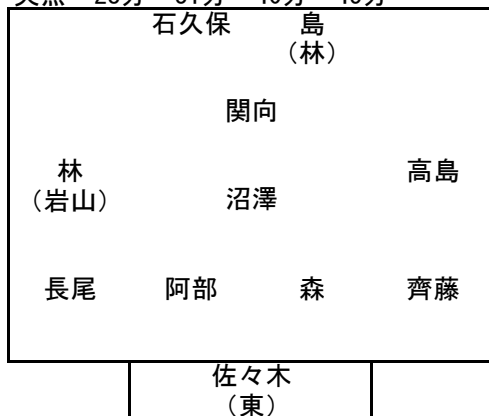 石久保 島
(林)
関向
林 高島
(岩山) 沼澤
長尾 阿部 森 齊藤
佐々木
(東)